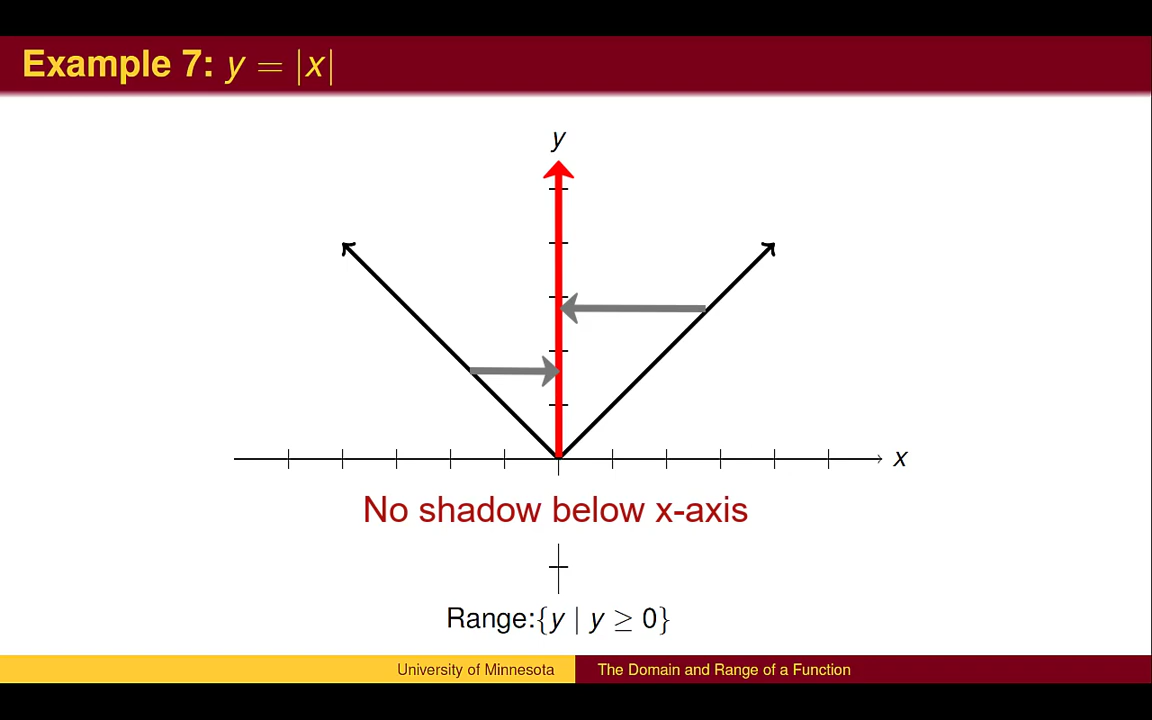 Example 7: y = |x|
y
x
No shadow below x-axis
Range:{y | y ≥ 0}
University of Minnesota
The Domain and Range of a Function